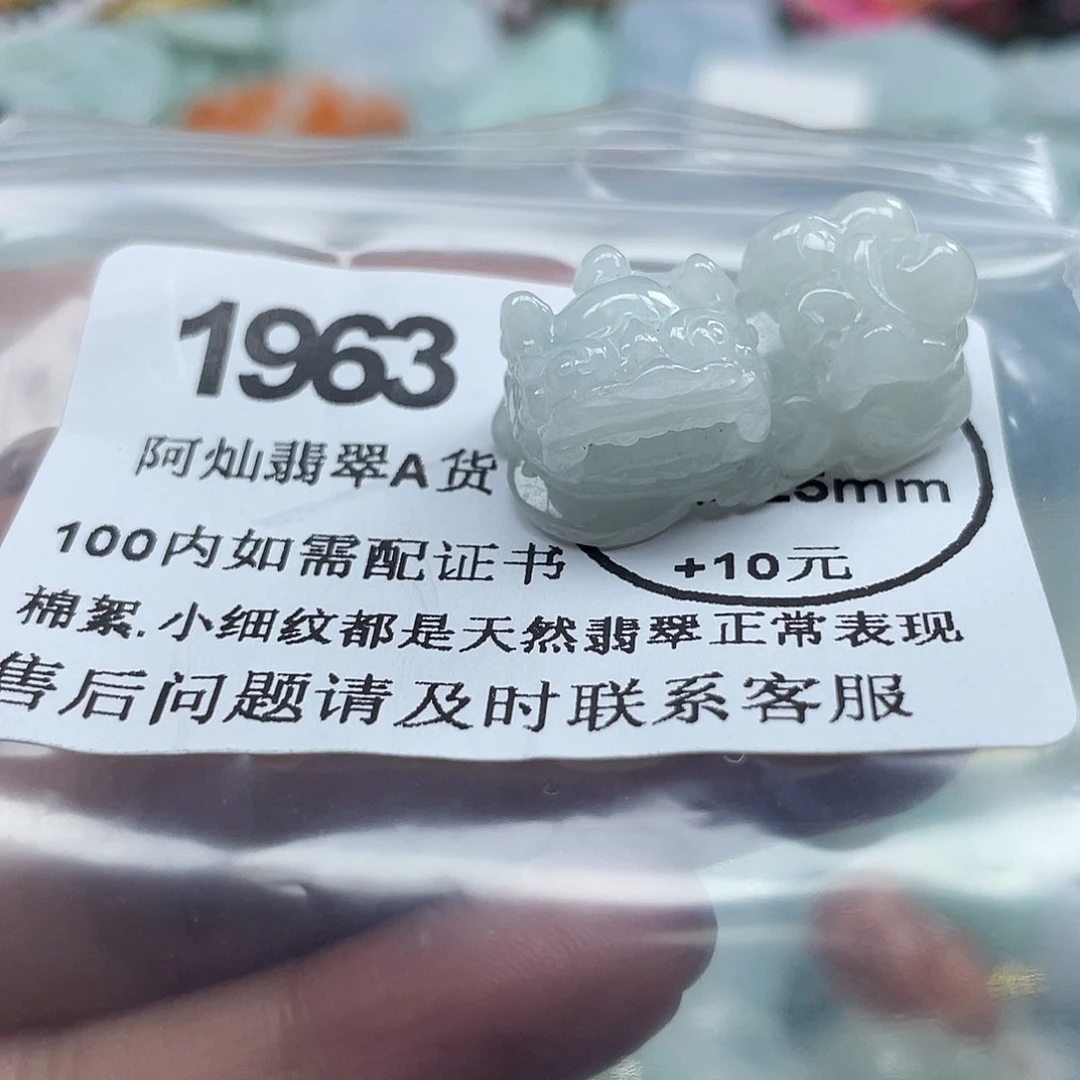 1963
阿灿翡翠A货
5mm
100内如需配证书
+10元
棉絮.小细纹都是天然翡翠正常表现
售后问题请及时联系客服